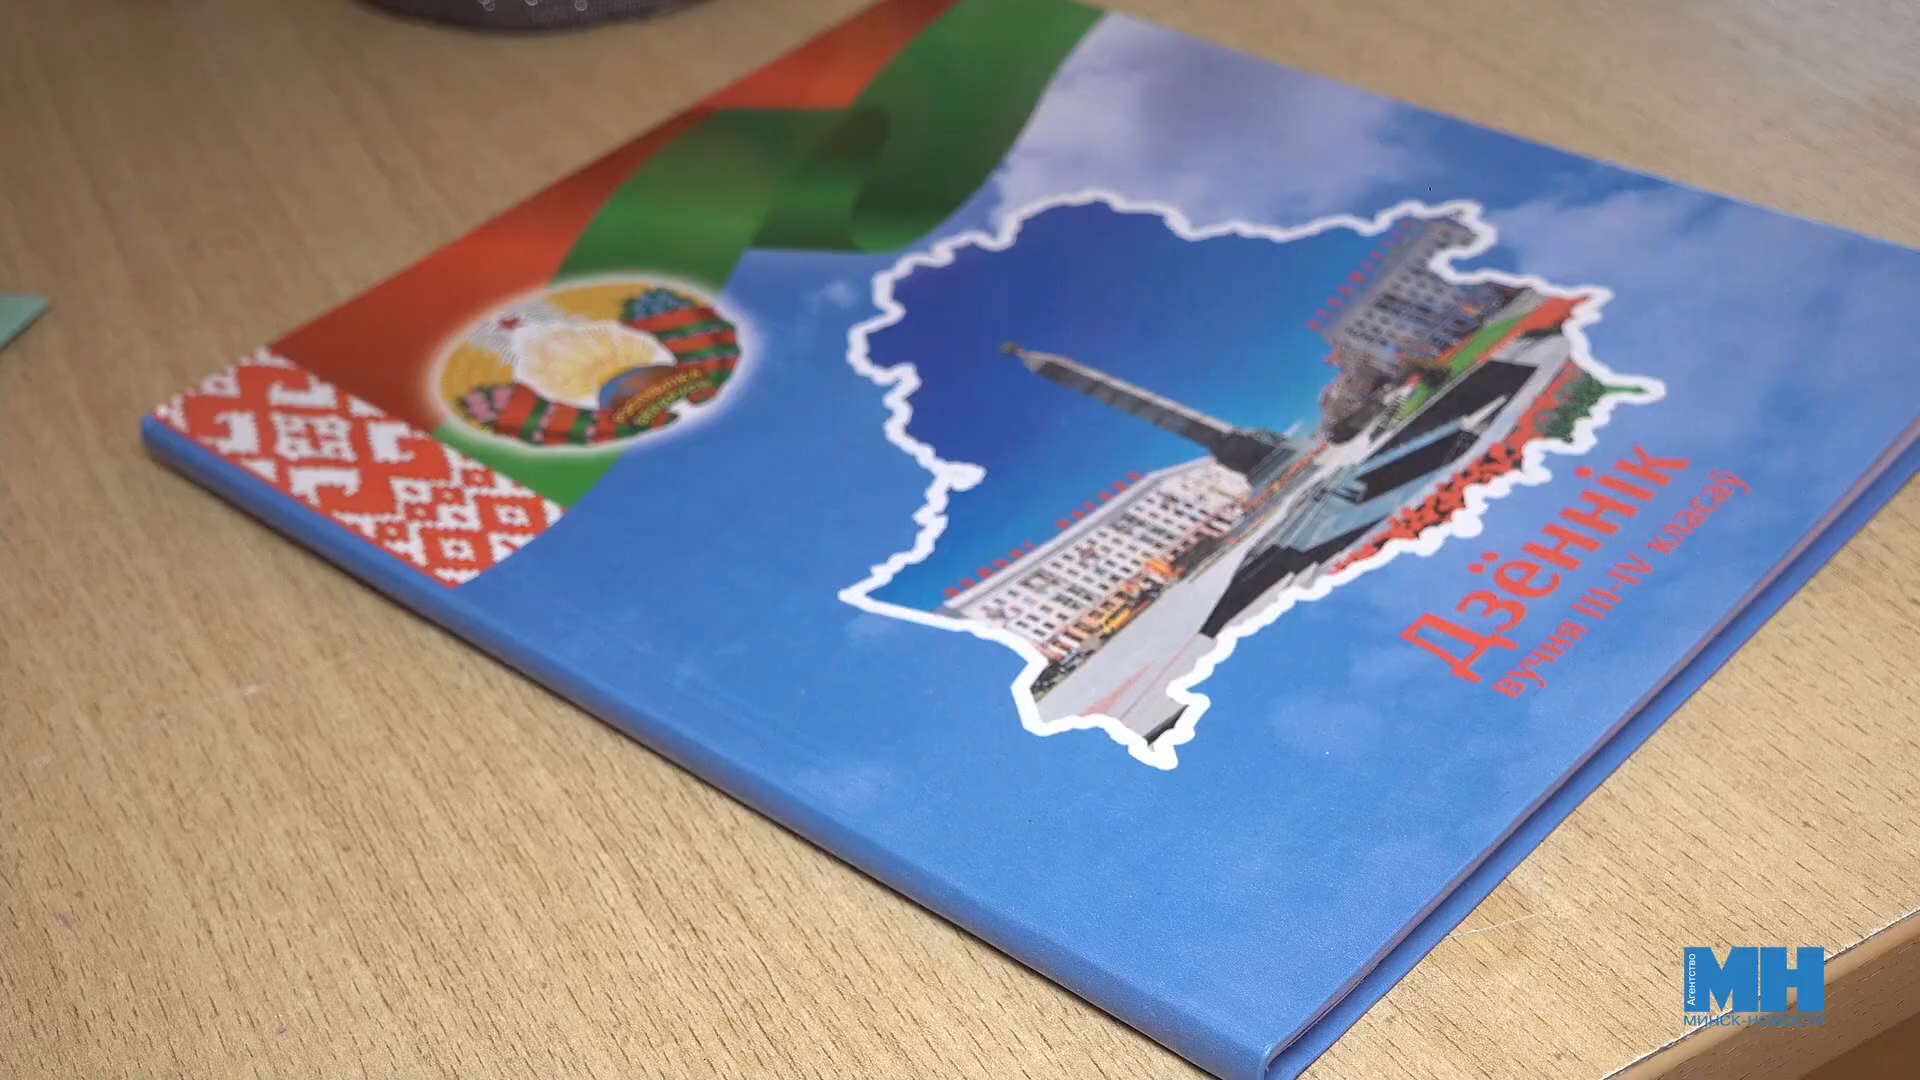 Дзённік
вучня III-IV класаў
Агентство
МН
МИНСК-НОВОСТИ